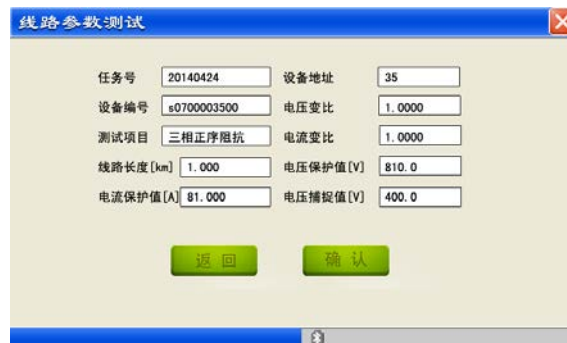 线路参数测试
任务号 20140424 设备地址 35
设备编号 s0700003500 电压变比 1.0000
测试项目 三相正序阻抗 电流变比 1.0000
线路长度[km] 1.000 电压保护值[V] 810.0
电流保护值[A] 81.000 电压捕捉值[V] 400.0
返回 确认